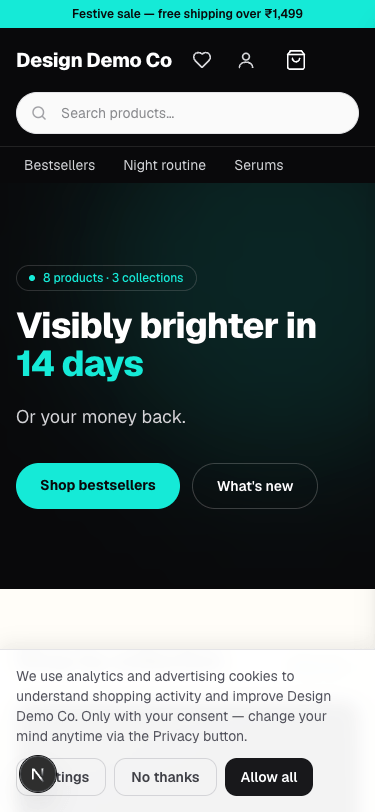 Festive sale — free shipping over ₹1,499
Design Demo Co
Search products...
Bestsellers Night routine Serums
8 products · 3 collections
Visibly brighter in
14 days
Or your money back.
Shop bestsellers What's new
We use analytics and advertising cookies to
understand shopping activity and improve Design
Demo Co. Only with your consent — change your
mind anytime via the Privacy button.
N tings No thanks Allow all